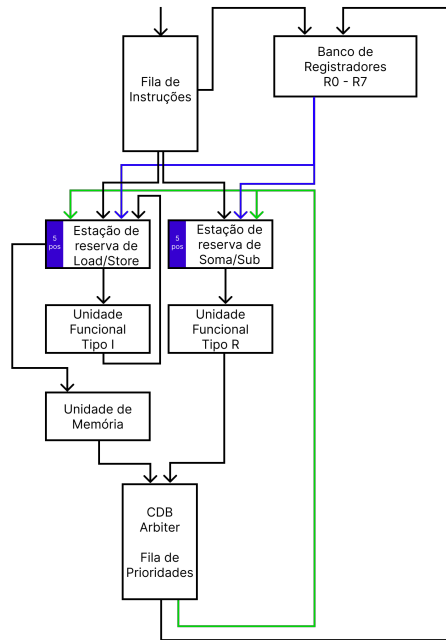 Fila de
Instruções
Banco de
Registradores
R0 - R7
5
pos
Estação de
reserva de
Load/Store
5
pos
Estação de
reserva de
Soma/Sub
Unidade
Funcional
Tipo I
Unidade
Funcional
Tipo R
Unidade de
Memória
CDB
Arbiter
Fila de
Prioridades